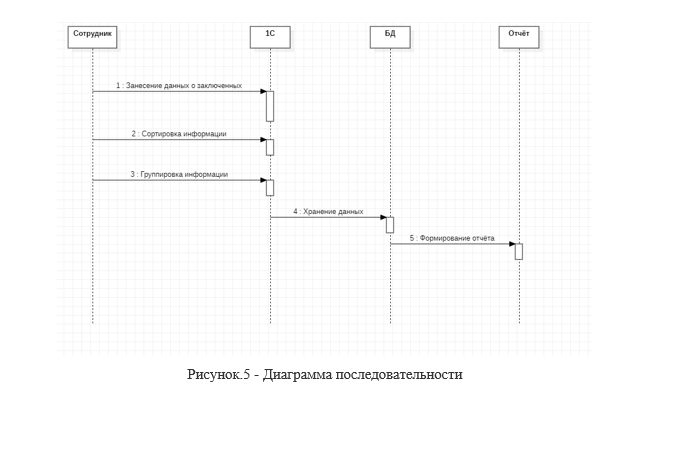 Сотрудник
1С
БД
Отчёт
1 : Занесение данных о заключенных
2 : Сортировка информации
3 : Группировка информации
4 : Хранение данных
5 : Формирование отчёта
Рисунок.5 - Диаграмма последовательности